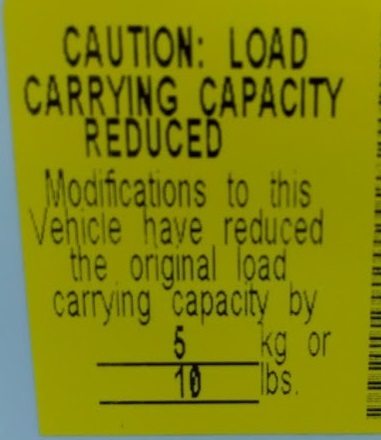 CAUTION: LOAD
CARRYING CAPACITY
REDUCED
Modifications to this
Vehicle have reduced
the original load
carrying capacity by
5 kg or
10 lbs.